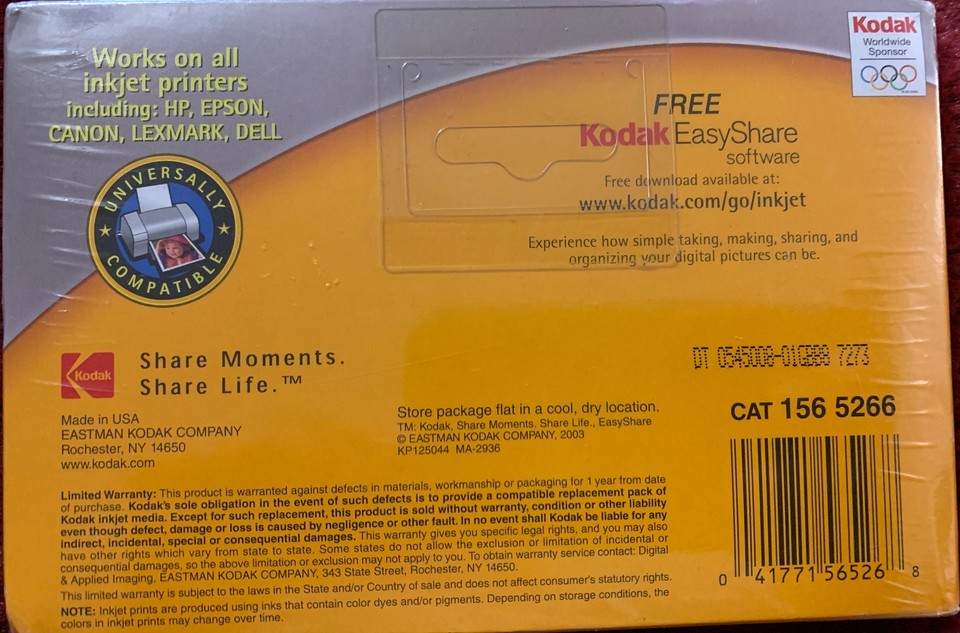 Works on all
inkjet printers
including: HP, EPSON,
CANON, LEXMARK, DELL
UNIVERSALLY
COMPATIBLE
Kodak
Worldwide
Sponsor
FREE
Kodak EasyShare
software
Free download available at:
www.kodak.com/go/inkjet
Experience how simple taking, making, sharing, and
organizing your digital pictures can be.
Kodak
Share Moments.
Share Life.™
Made in USA
EASTMAN KODAK COMPANY
Rochester, NY 14650
www.kodak.com
Store package flat in a cool, dry location.
TM: Kodak, Share Moments. Share Life., EasyShare
© EASTMAN KODAK COMPANY, 2003
KP125044 MA-2936
DT 0545008-01 7273
CAT 156 5266
0 41771 56526 8
Limited Warranty: This product is warranted against defects in materials, workmanship or packaging for 1 year from date
of purchase. Kodak's sole obligation in the event of such defects is to provide a compatible replacement pack of
Kodak inkjet media. Except for such replacement, this product is sold without warranty, condition or other liability
even though defect, damage or loss is caused by negligence or other fault. In no event shall Kodak be liable for any
indirect, incidental, special or consequential damages. This warranty gives you specific legal rights, and you may also
have other rights which vary from state to state. Some states do not allow the exclusion or limitation of incidental or
consequential damages, so the above limitation or exclusion may not apply to you. To obtain warranty service contact: Digital
& Applied Imaging, EASTMAN KODAK COMPANY, 343 State Street, Rochester, NY 14650.
This limited warranty is subject to the laws in the State and/or Country of sale and does not affect consumer's statutory rights.
NOTE: Inkjet prints are produced using inks that contain color dyes and/or pigments. Depending on storage conditions, the
colors in inkjet prints may change over time.